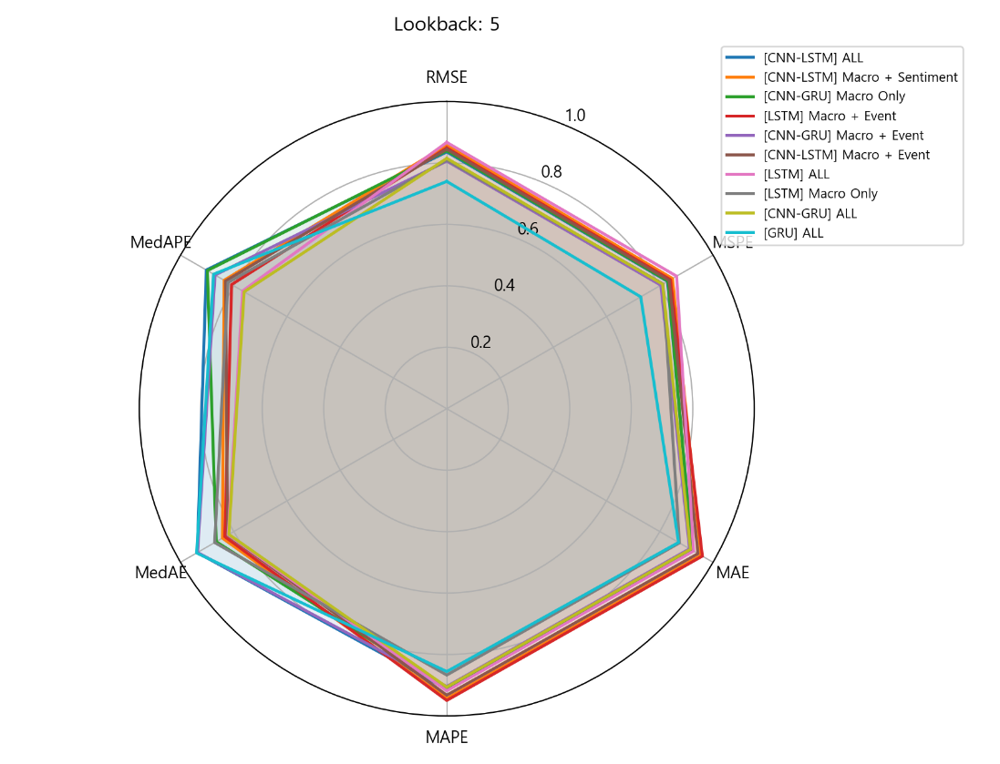 Lookback: 5
RMSE
[CNN-LSTM] ALL
[CNN-LSTM] Macro + Sentiment
[CNN-GRU] Macro Only
[LSTM] Macro + Event
[CNN-GRU] Macro + Event
[CNN-LSTM] Macro + Event
[LSTM] ALL
[LSTM] Macro Only
[CNN-GRU] ALL
[GRU] ALL
1.0
0.8
0.6
0.4
0.2
MedAPE
MSPE
MedAE
MAE
MAPE